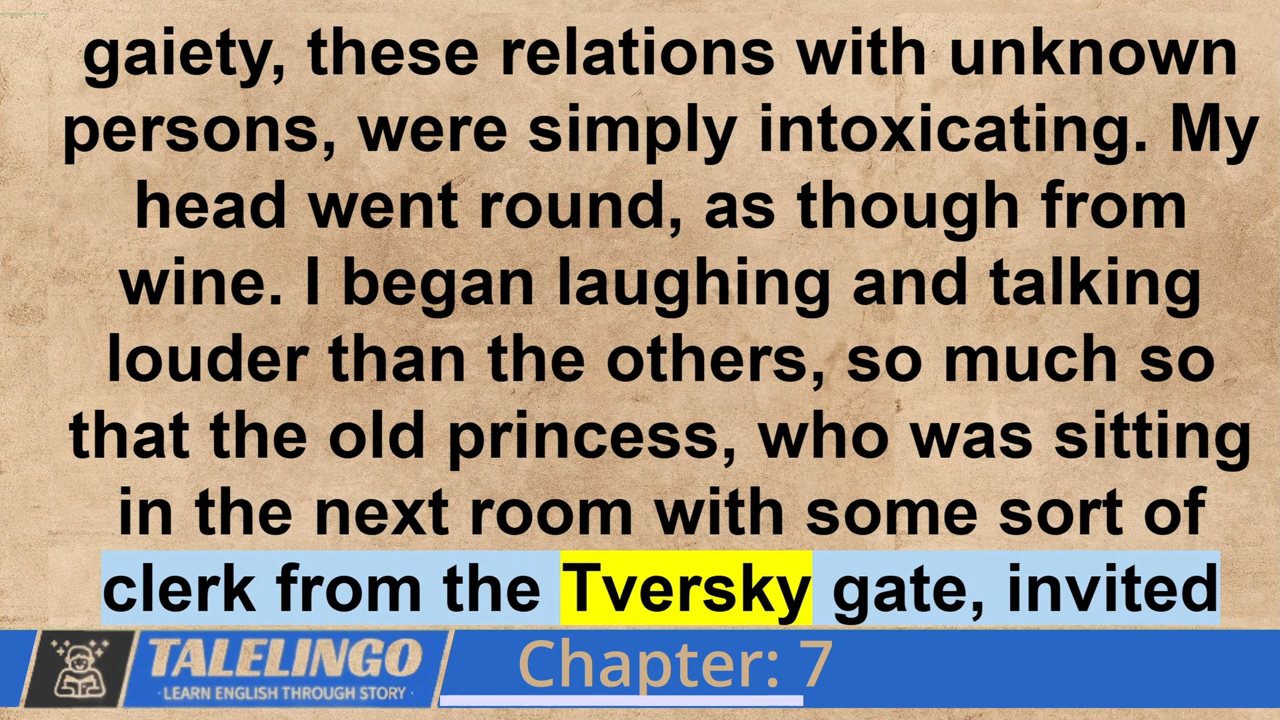 gaiety, these relations with unknown
persons, were simply intoxicating. My
head went round, as though from
wine. I began laughing and talking
louder than the others, so much so
that the old princess, who was sitting
in the next room with some sort of
clerk from the Tversky gate, invited
TALELINGO
·LEARN ENGLISH THROUGH STORY·
Chapter: 7